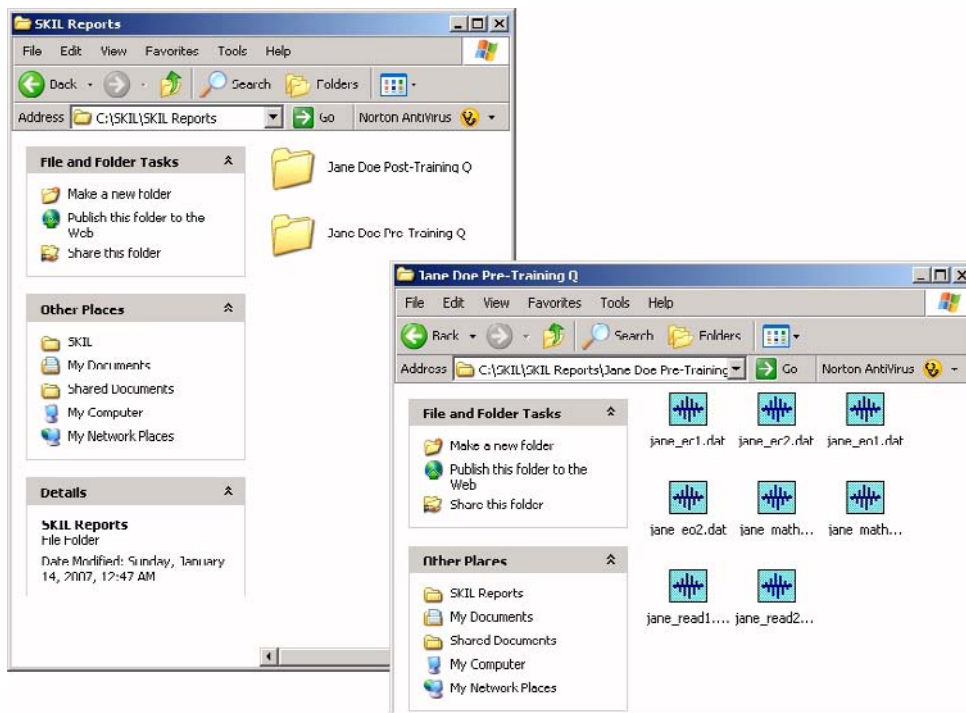 SKIL Reports
File Edit View Favorites Tools Help
Back Search Folders
Address C:\SKIL\SKIL Reports Go Norton AntiVirus
File and Folder Tasks
Make a new folder
Publish this folder to the
Web
Share this folder
Other Places
SKIL
My Documents
Shared Documents
My Computer
My Network Places
Details
SKIL Reports
File Folder
Date Modified: Sunday, January
14, 2007, 12:47 AM
Jane Doe Post-Training Q
Jane Doe Pre-Training Q
Jane Doe Pre-Training Q
File Edit View Favorites Tools Help
Back Search Folders
Address C:\SKIL\SKIL Reports\Jane Doe Pre-Training Go Norton AntiVirus
File and Folder Tasks
Make a new folder
Publish this folder to the
Web
Share this folder
Other Places
SKIL Reports
My Documents
Shared Documents
My Computer
My Network Places
jane_ec1.dat jane_ec2.dat jane_eo1.dat
jane_eo2.dat jane_math... jane_math...
jane_read1.... jane_read2...